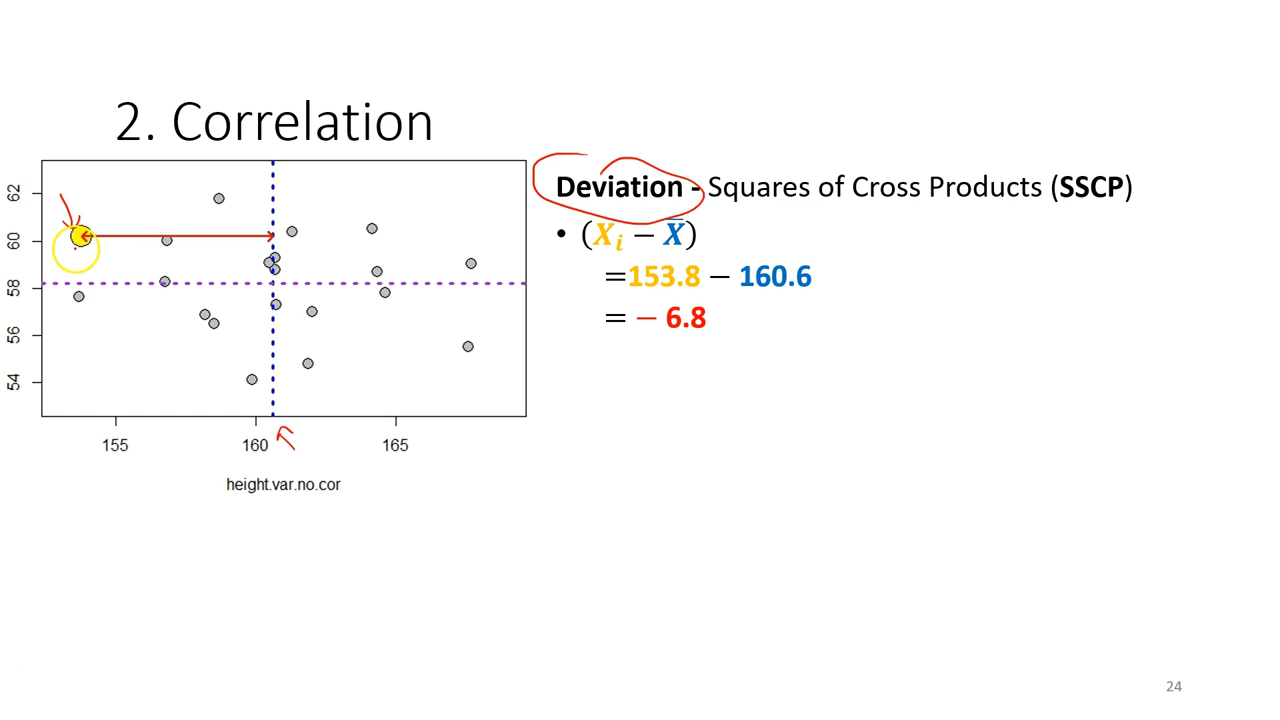 2. Correlation
62
60
58
56
54
155 160 165
height.var.no.cor
Deviation - Squares of Cross Products (SSCP)
• (Xᵢ − X̄)
=153.8 − 160.6
= − 6.8
24